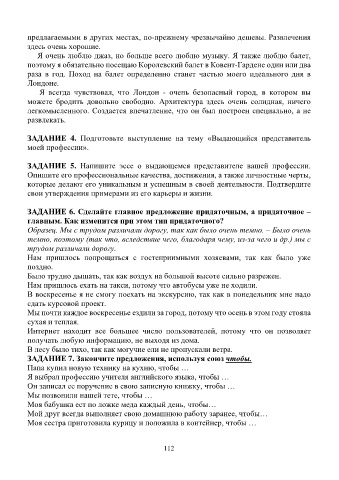 предлагаемыми в других местах, по-прежнему чрезвычайно дешевы. Развлечения
здесь очень хорошие.
Я очень люблю джаз, но больше всего люблю музыку. Я также люблю балет,
поэтому я обязательно посещаю Королевский балет в Ковент-Гардене один или два
раза в год. Поход на балет определенно станет частью моего идеального дня в
Лондоне.
Я всегда чувствовал, что Лондон - очень безопасный город, в котором вы
можете бродить довольно свободно. Архитектура здесь очень солидная, ничего
легкомысленного. Создается впечатление, что он был построен специально, а не
развлекать.
ЗАДАНИЕ 4. Подготовьте выступление на тему «Выдающийся представитель
моей профессии».
ЗАДАНИЕ 5. Напишите эссе о выдающемся представителе вашей профессии.
Опишите его профессиональные качества, достижения, а также личностные черты,
которые делают его уникальным и успешным в своей деятельности. Подтвердите
свои утверждения примерами из его карьеры и жизни.
ЗАДАНИЕ 6. Сделайте главное предложение придаточным, а придаточное –
главным. Как изменится при этом тип придаточного?
Образец. Мы с трудом различали дорогу, так как было очень темно. – Было очень
темно, поэтому (так что, вследствие чего, благодаря чему, из-за чего и др.) мы с
трудом различали дорогу.
Нам пришлось попрощаться с гостеприимными хозяевами, так как было уже
поздно.
Было трудно дышать, так как воздух на большой высоте сильно разрежен.
Нам пришлось ехать на такси, потому что автобусы уже не ходили.
В воскресенье я не смогу поехать на экскурсию, так как в понедельник мне надо
сдать курсовой проект.
Мы почти каждое воскресенье ездили за город, потому что осень в этом году стояла
сухая и теплая.
Интернет находит все большее число пользователей, потому что он позволяет
получать любую информацию, не выходя из дома.
В лесу было тихо, так как могучие ели не пропускали ветра.
ЗАДАНИЕ 7. Закончите предложения, используя союз чтобы.
Папа купил новую технику на кухню, чтобы …
Я выбрал профессию учителя английского языка, чтобы …
Он записал ее поручение в свою записную книжку, чтобы …
Мы позвонили нашей тете, чтобы …
Моя бабушка ест по ложке меда каждый день, чтобы…
Мой друг всегда выполняет свою домашнюю работу заранее, чтобы…
Моя сестра приготовила курицу и положила в контейнер, чтобы …
112